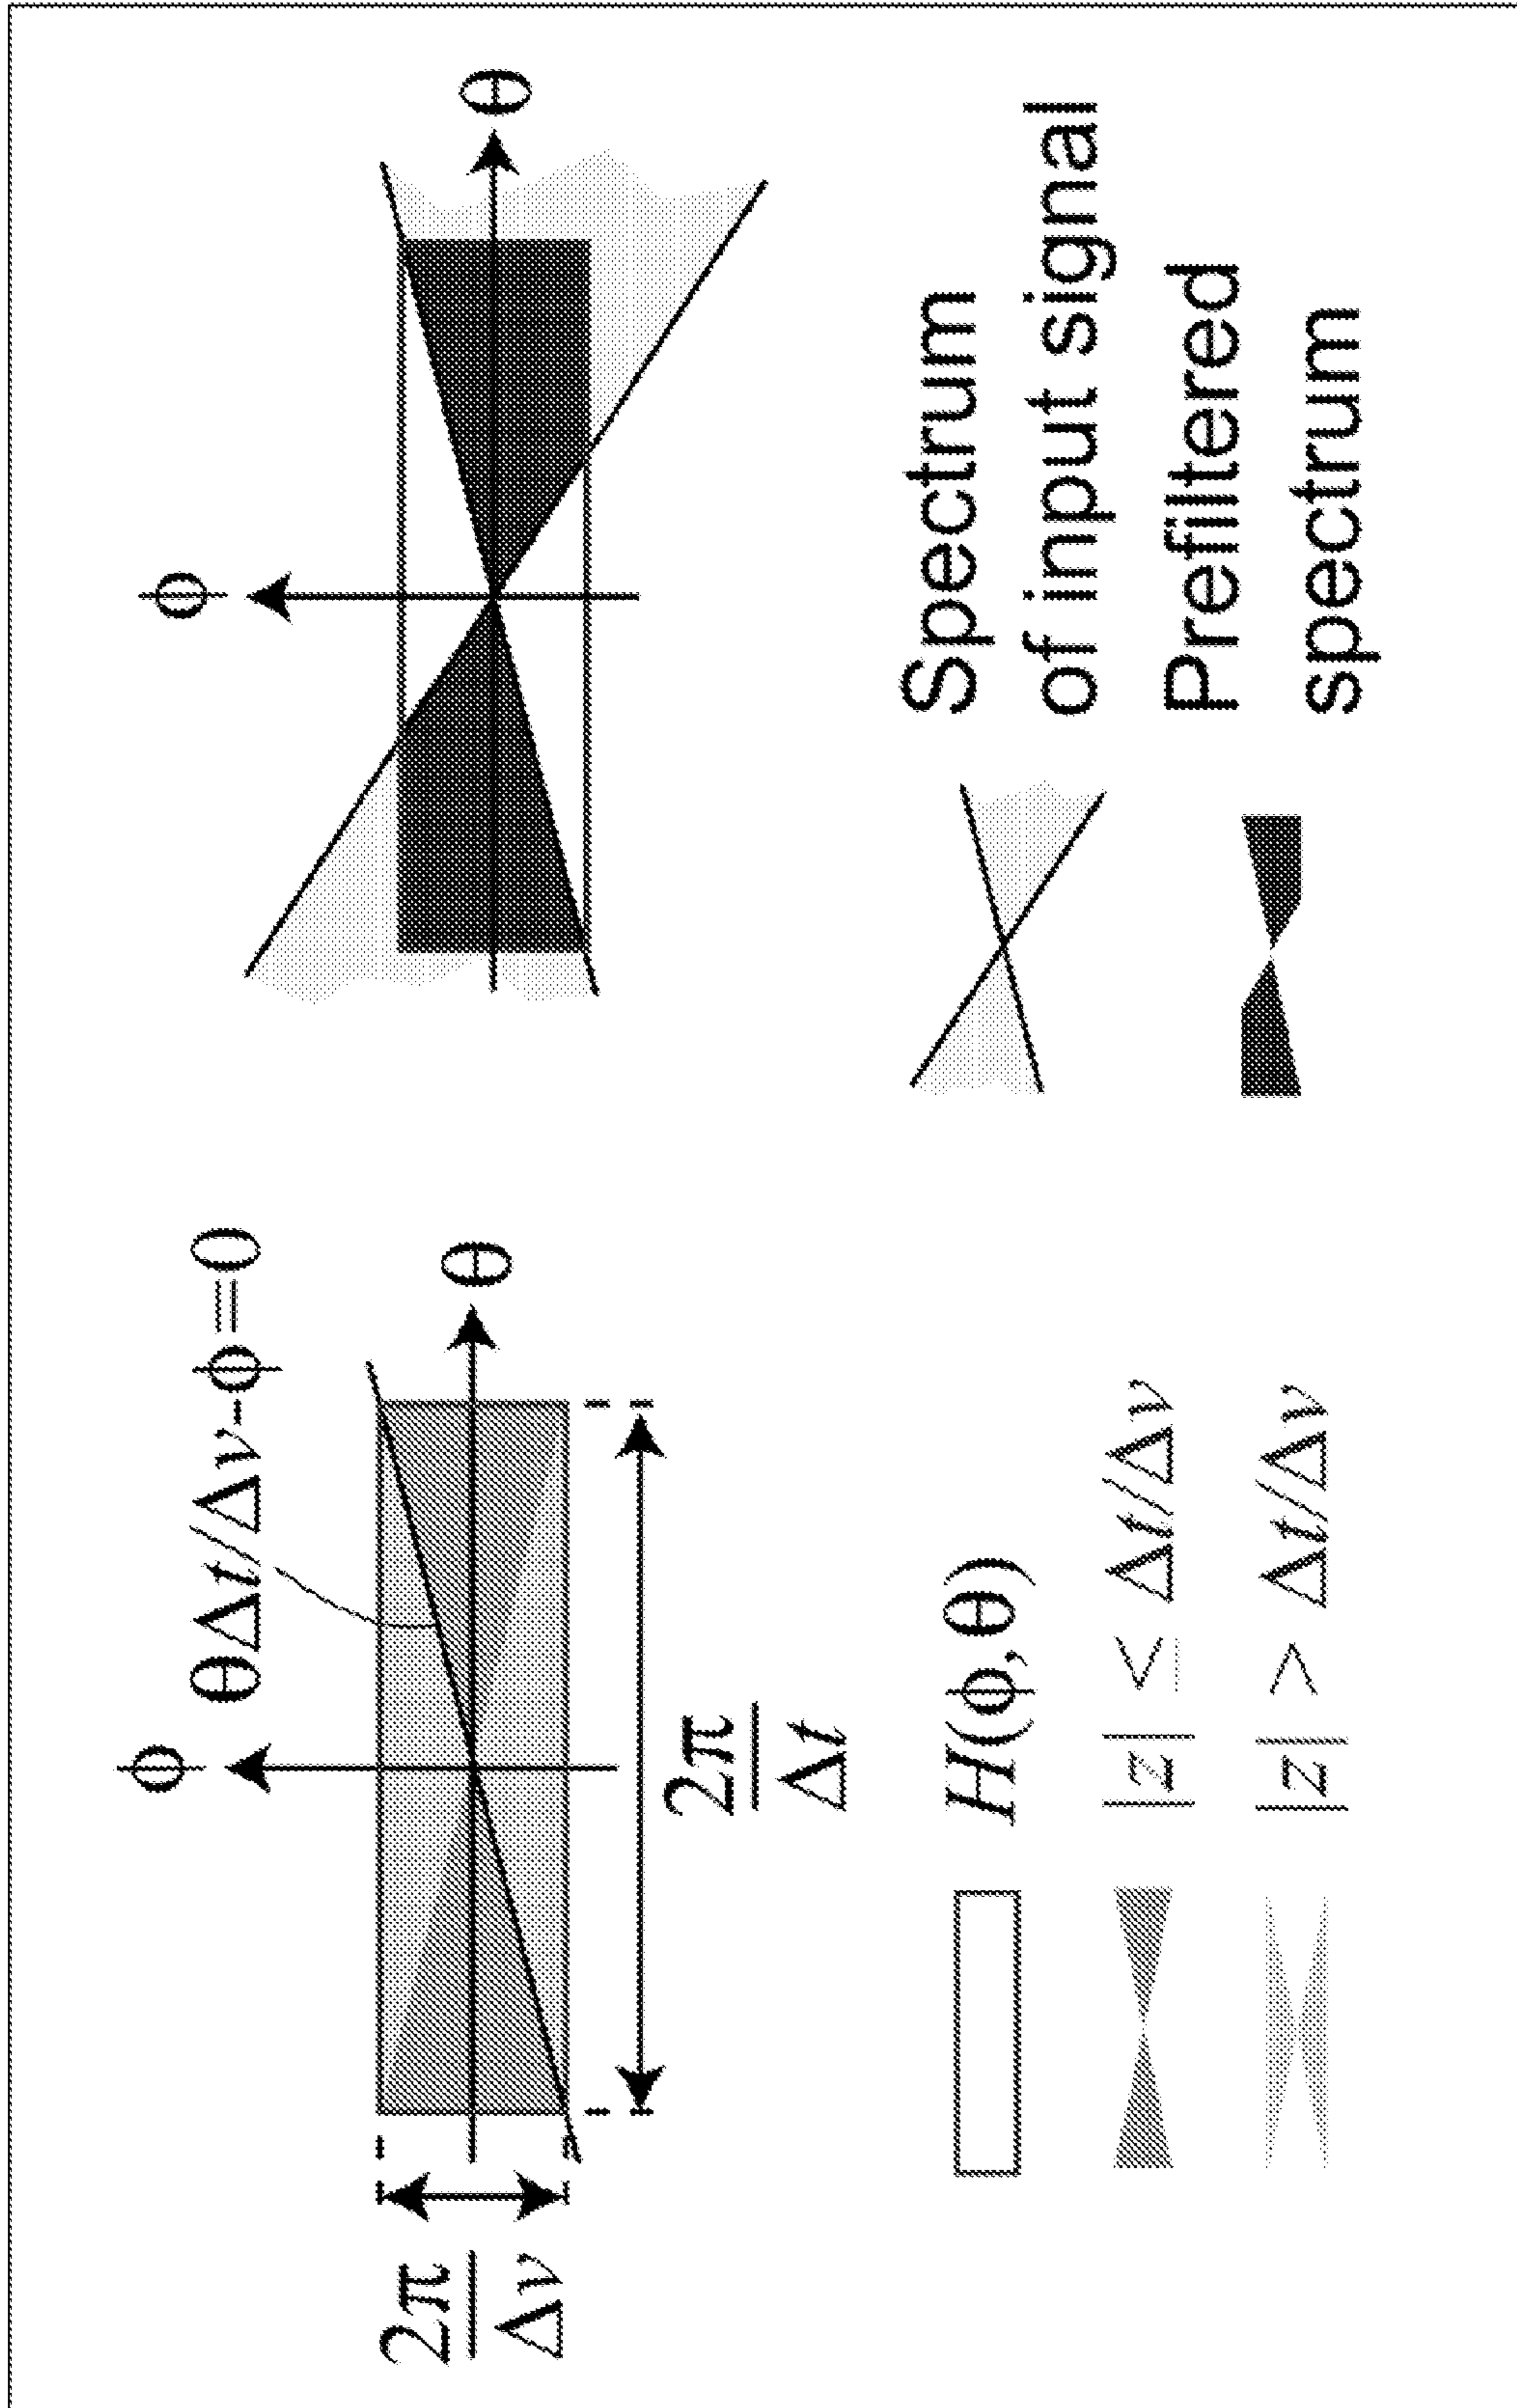 ϕ
θΔt/Δv-ϕ=0
θ
2π
Δv
2π
Δt
H(ϕ,θ)
|z| ≤ Δt/Δv
|z| > Δt/Δv
ϕ
θ
Spectrum
of input signal
Prefiltered
spectrum